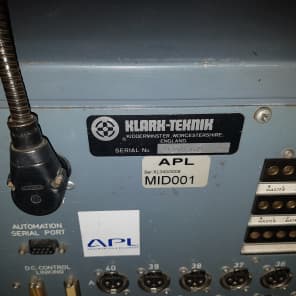 KLARK-TEKNIK
KIDDERMINSTER, WORCESTERSHIRE,
ENGLAND
SERIAL No.
APL
MID001
AUTOMATION
SERIAL PORT
APL
D.C. CONTROL
LINKING
40
39
38
37
36